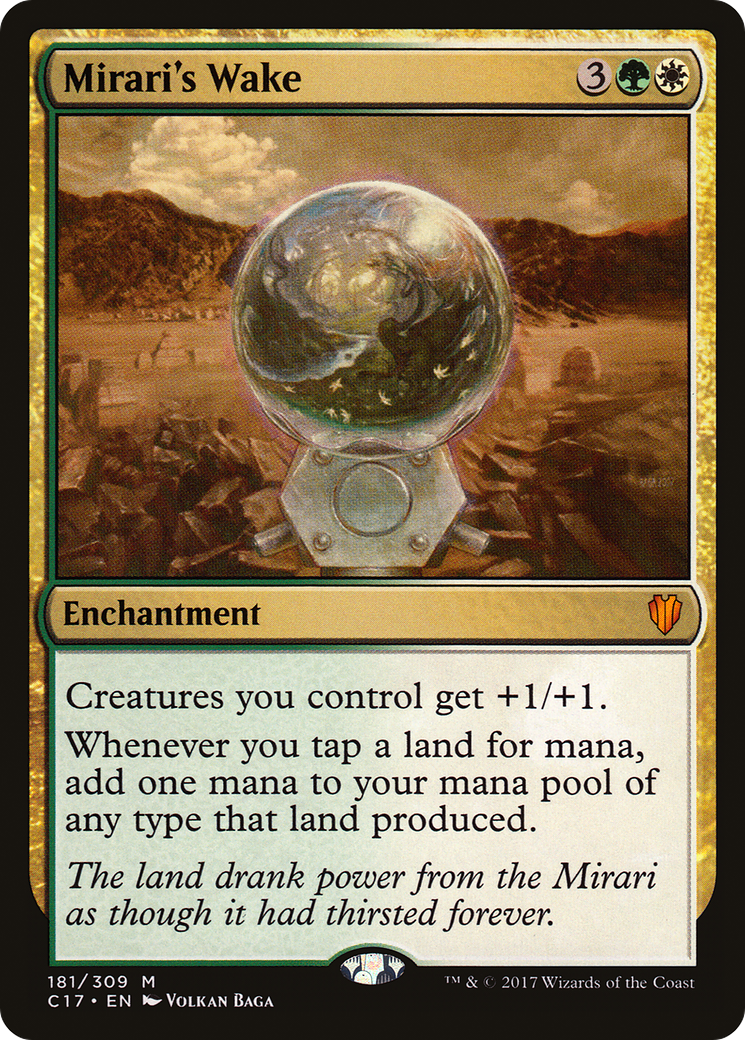 Mirari's Wake 3
Enchantment
Creatures you control get +1/+1.
Whenever you tap a land for mana,
add one mana to your mana pool of
any type that land produced.
The land drank power from the Mirari
as though it had thirsted forever.
181/309 M
C17 • EN VOLKAN BAGA
™ & © 2017 Wizards of the Coast